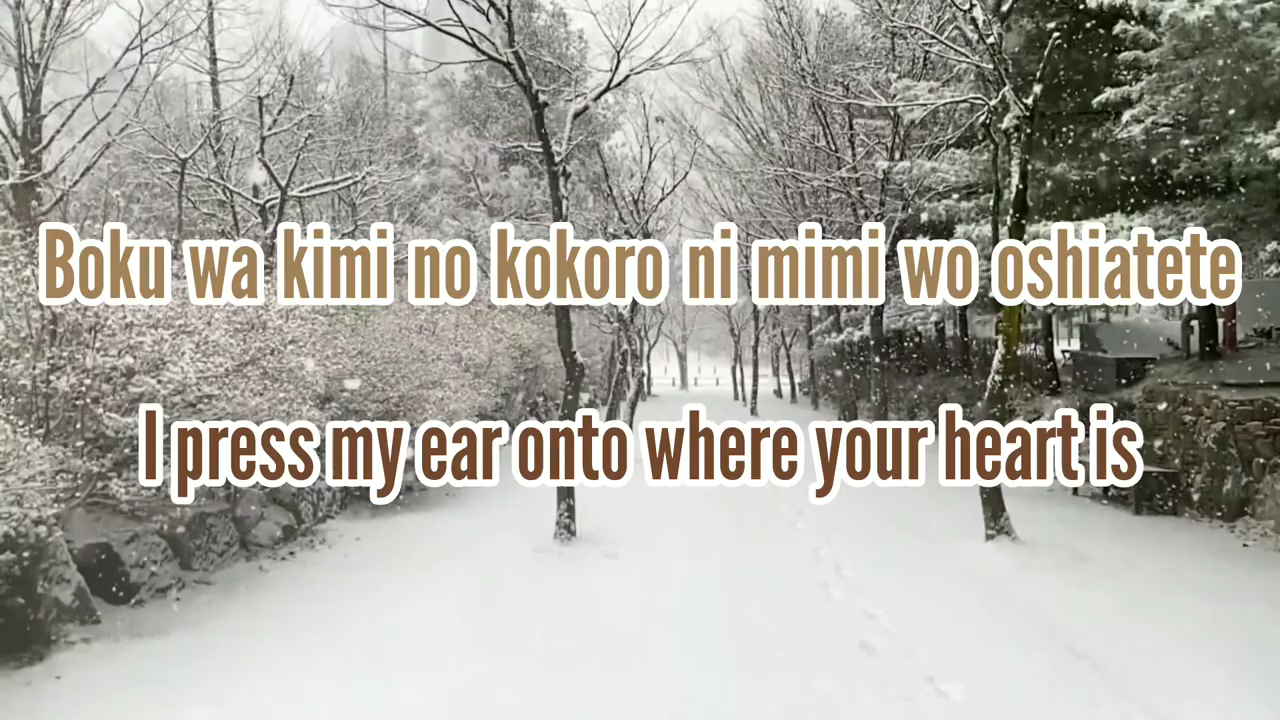 Boku wa kimi no kokoro ni mimi wo oshiatete
I press my ear onto where your heart is